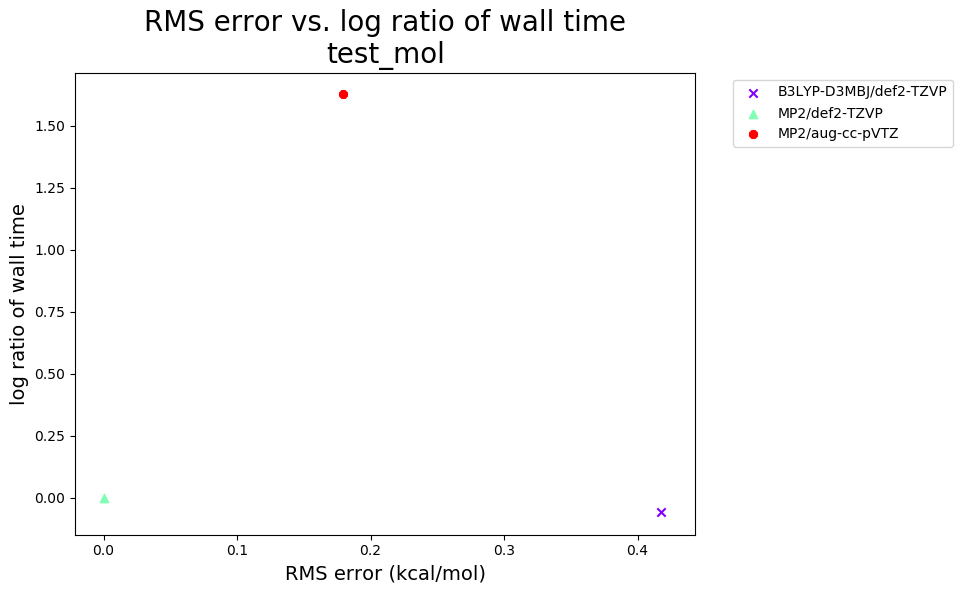 RMS error vs. log ratio of wall time
test_mol
B3LYP-D3MBJ/def2-TZVP
MP2/def2-TZVP
MP2/aug-cc-pVTZ
log ratio of wall time
1.50
1.25
1.00
0.75
0.50
0.25
0.00
0.0
0.1
0.2
0.3
0.4
RMS error (kcal/mol)